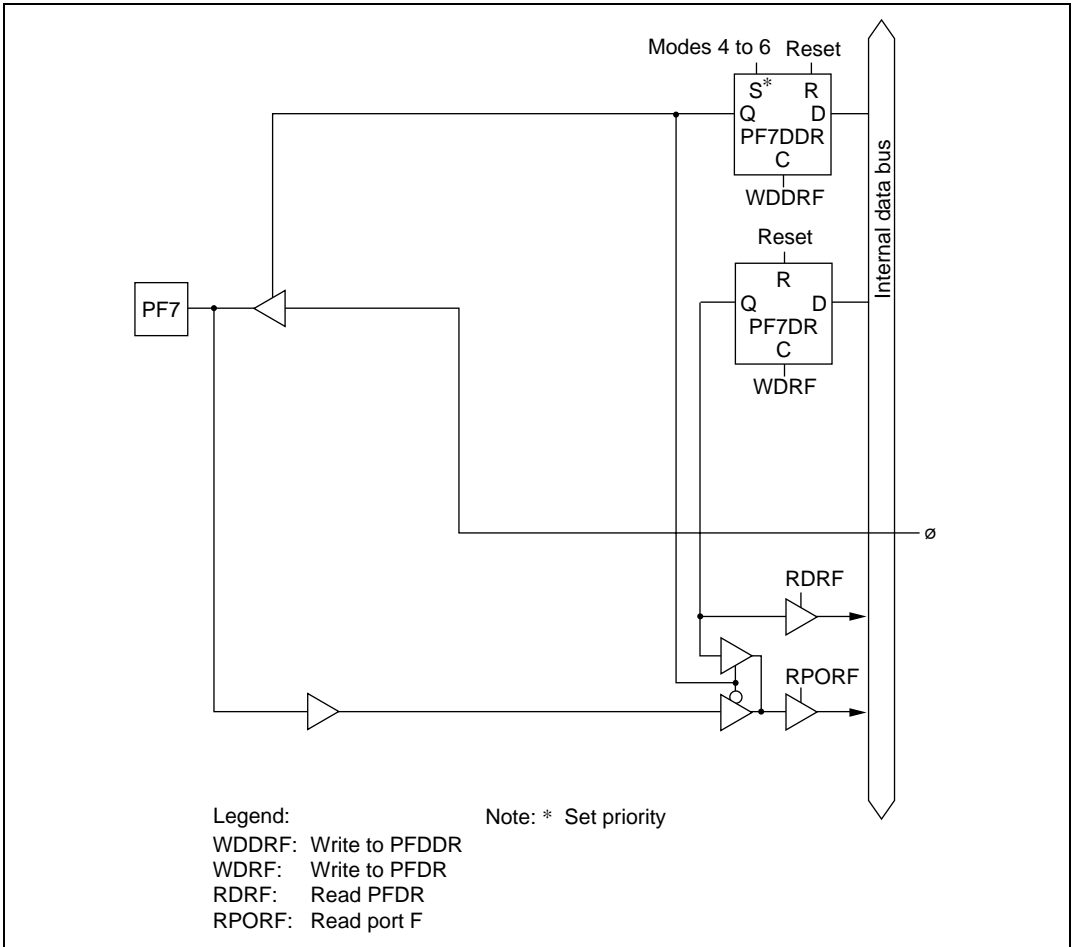 Modes 4 to 6 Reset
S* R
Q D
PF7DDR
C
WDDRF
Reset
R
Q D
PF7DR
C
WDRF
Internal data bus
PF7
ø
RDRF
RPORF
Legend:
WDDRF: Write to PFDDR
WDRF: Write to PFDR
RDRF: Read PFDR
RPORF: Read port F
Note: * Set priority